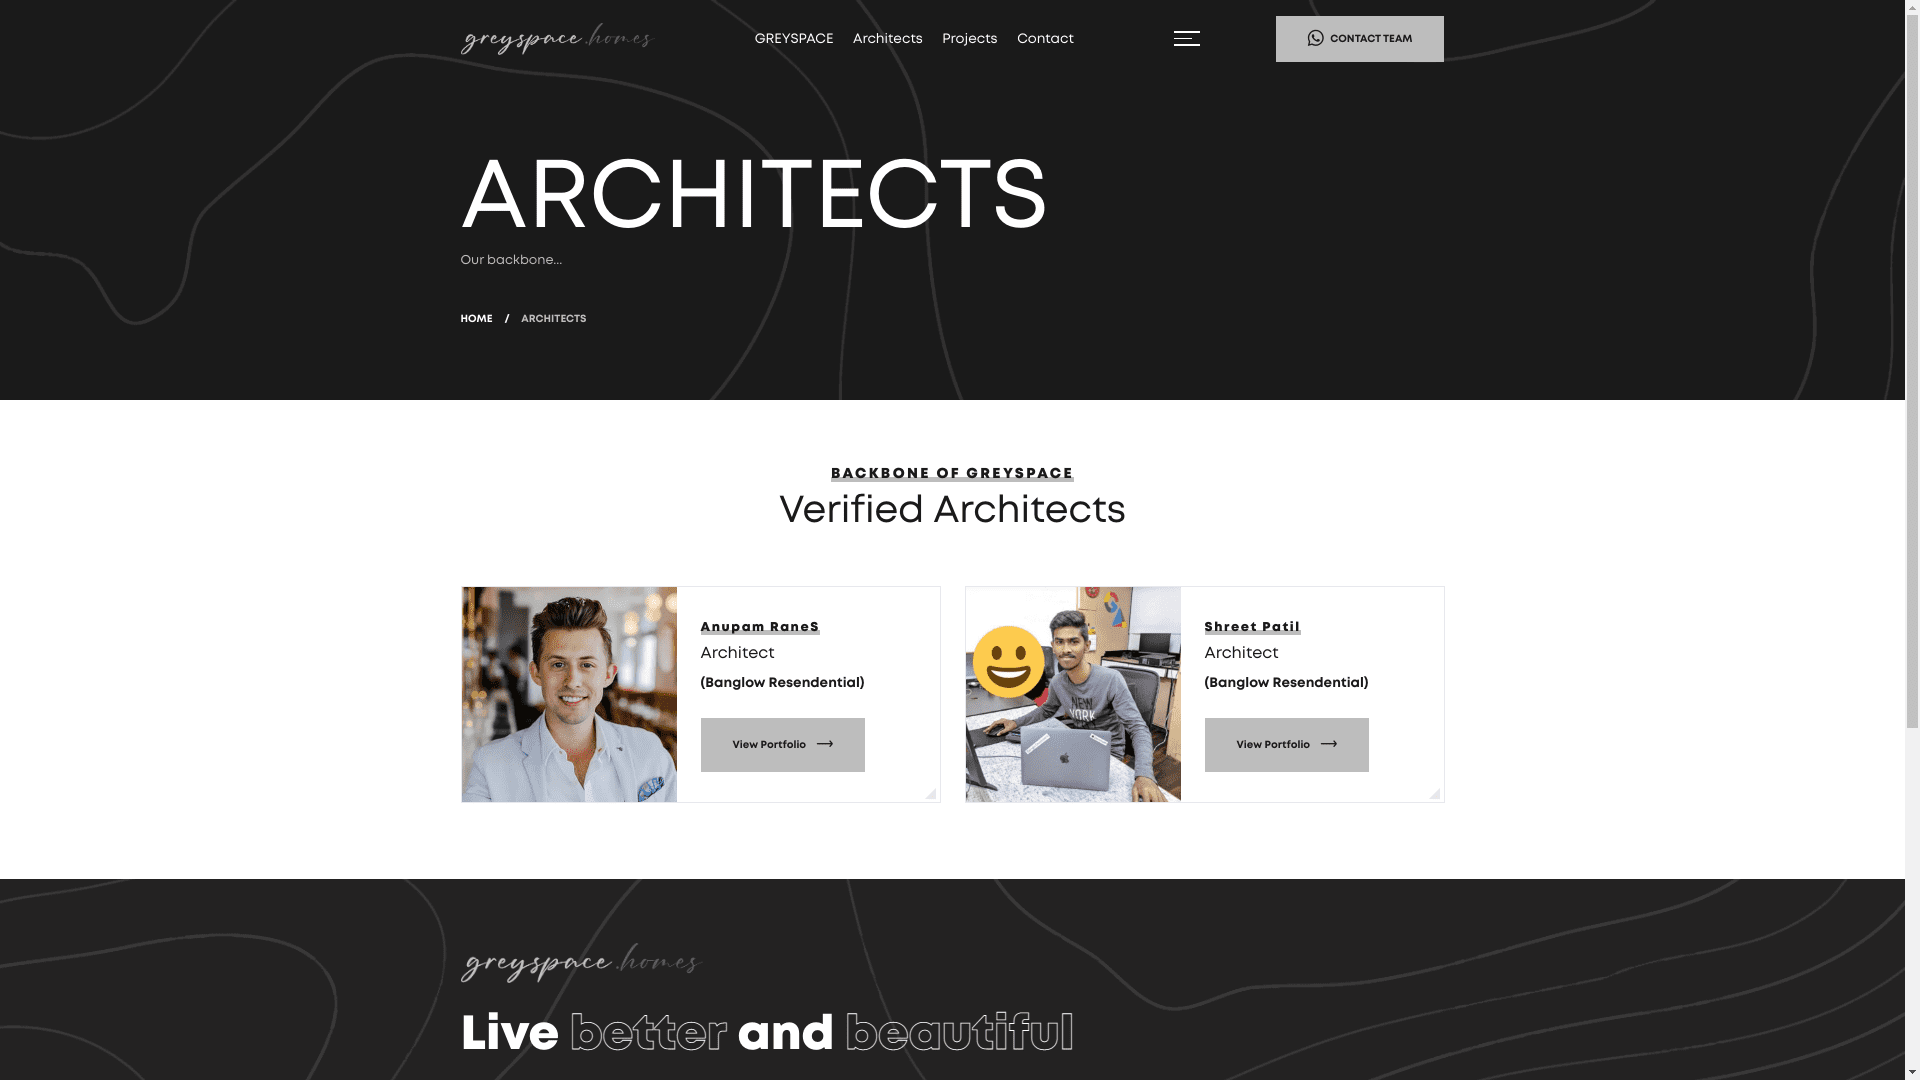 greyspace.homes
GREYSPACE Architects Projects Contact
CONTACT TEAM
ARCHITECTS
Our backbone...
HOME / ARCHITECTS
BACKBONE OF GREYSPACE
Verified Architects
Anupam RaneS
Architect
(Banglow Resendential)
View Portfolio
NEW
YORK
Shreet Patil
Architect
(Banglow Resendential)
View Portfolio
greyspace.homes
Live better and beautiful